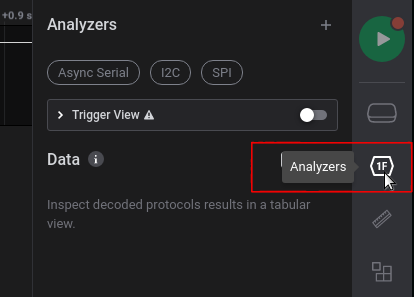 +0.9 s
Analyzers
+
Async Serial
I2C
SPI
Trigger View
Data
Analyzers
1F
Inspect decoded protocols results in a tabular
view.